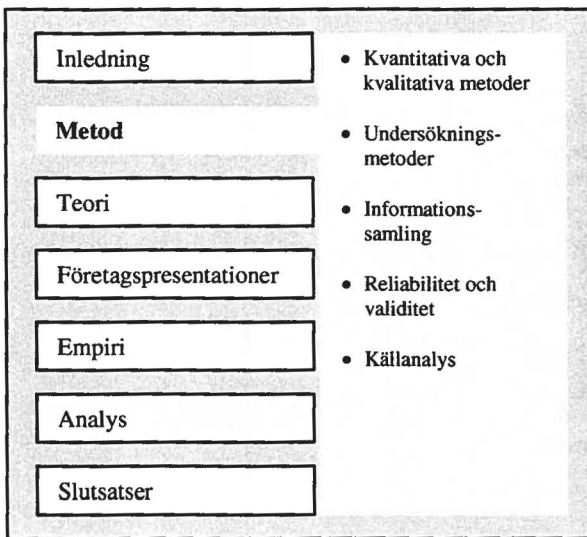 Inledning
Metod
Teori
Företagspresentationer
Empiri
Analys
Slutsatser
• Kvantitativa och
kvalitativa metoder
• Undersöknings-
metoder
• Informations-
samling
• Reliabilitet och
validitet
• Källanalys